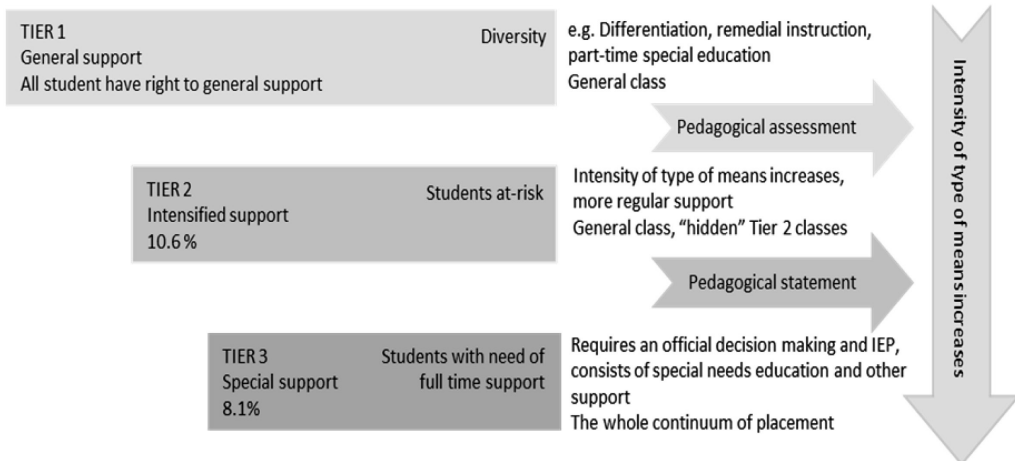 TIER 1
Diversity
General support
All student have right to general support
e.g. Differentiation, remedial instruction,
part-time special education
General class
Pedagogical assessment
TIER 2
Students at-risk
Intensified support
10.6 %
Intensity of type of means increases,
more regular support
General class, “hidden” Tier 2 classes
Pedagogical statement
TIER 3
Special support
8.1%
Students with need of
full time support
Requires an official decision making and IEP,
consists of special needs education and other
support
The whole continuum of placement
Intensity of type of means increases